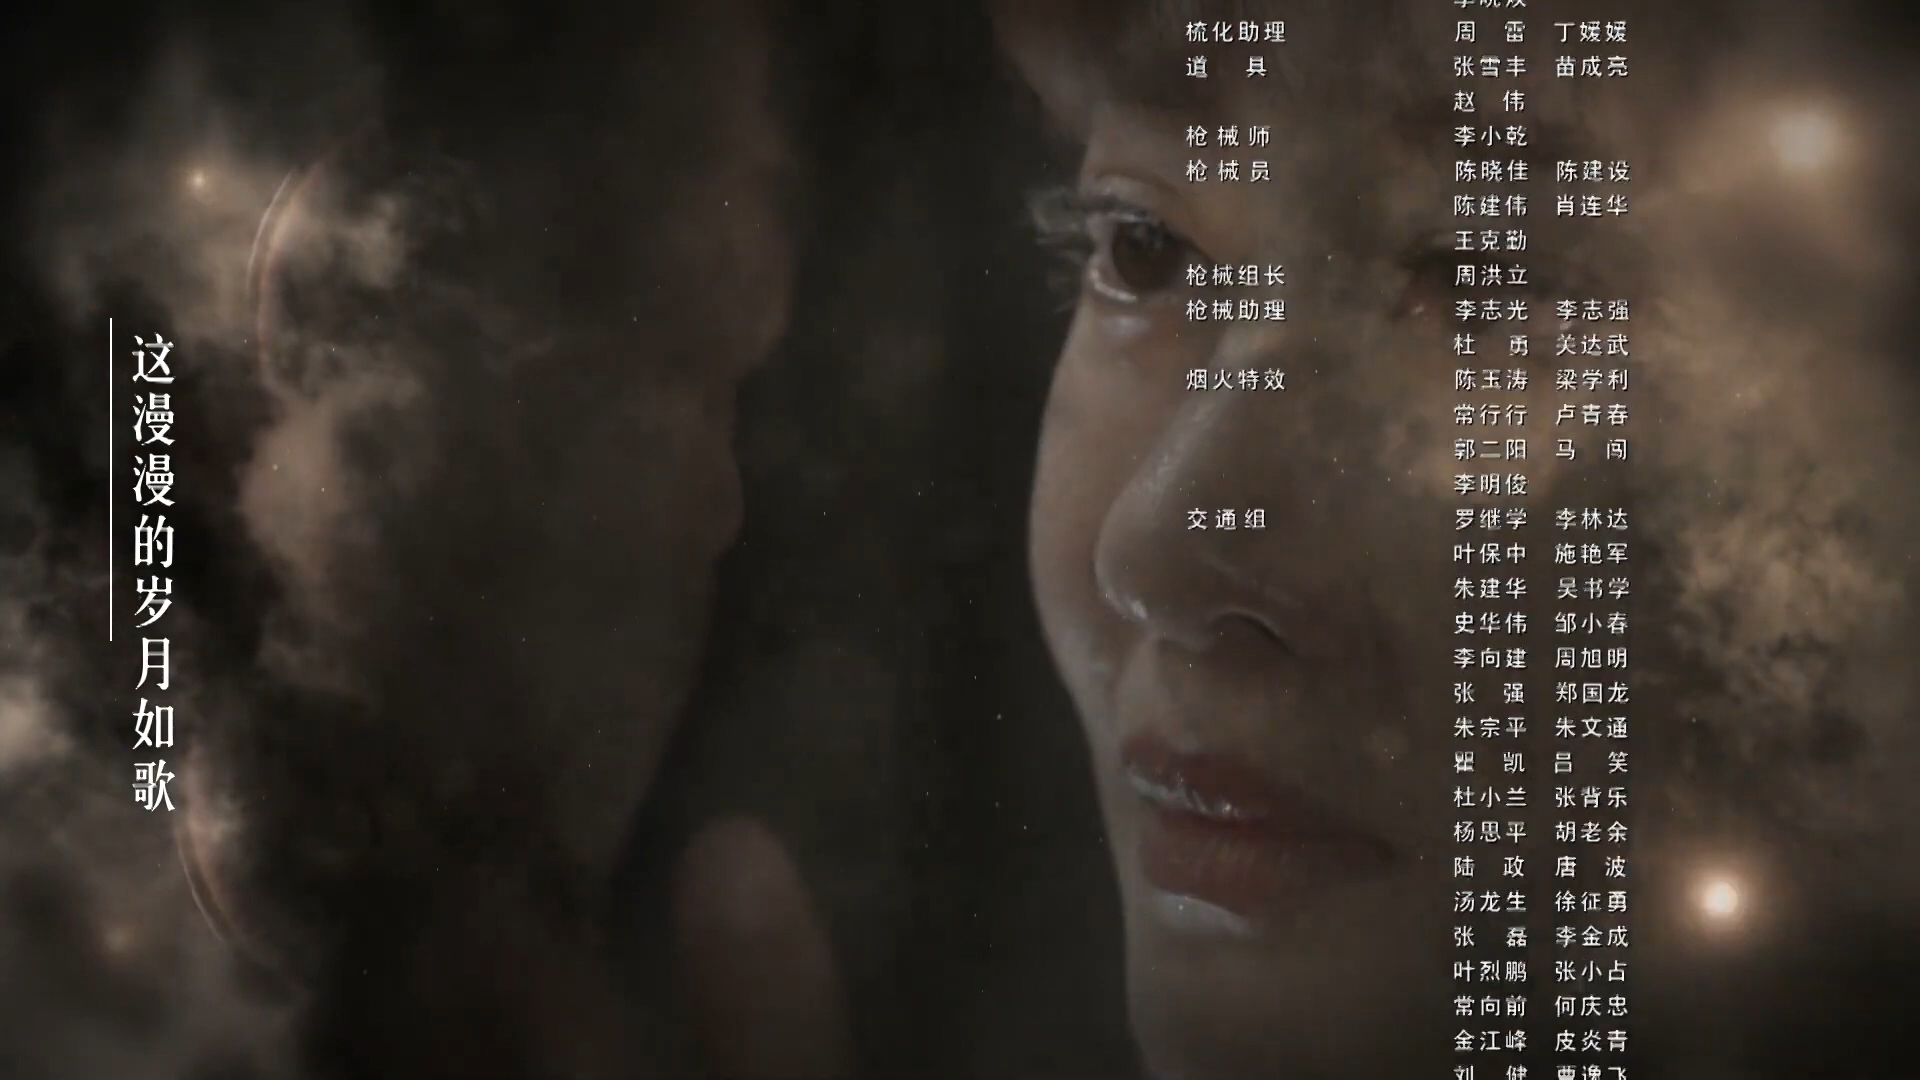 这漫漫的岁月如歌
梳化助理 周 雷 丁媛媛
道 具 张雪丰 苗成亮
赵 伟
枪械师 李小乾
枪械员 陈晓佳 陈建设
陈建伟 肖连华
王克勤
枪械组长 周洪立
枪械助理 李志光 李志强
杜 勇 关达武
烟火特效 陈玉涛 梁学利
常行行 卢青春
郭二阳 马 闯
李明俊
交通组 罗继学 李林达
叶保中 施艳军
朱建华 吴书学
史华伟 邹小春
李向建 周旭明
张 强 郑国龙
朱宗平 朱文通
瞿 凯 吕 笑
杜小兰 张背乐
杨思平 胡老余
陆 政 唐 波
汤龙生 徐征勇
张 磊 李金成
叶烈鹏 张小占
常向前 何庆忠
金江峰 皮炎青
刘 健 曹逸飞